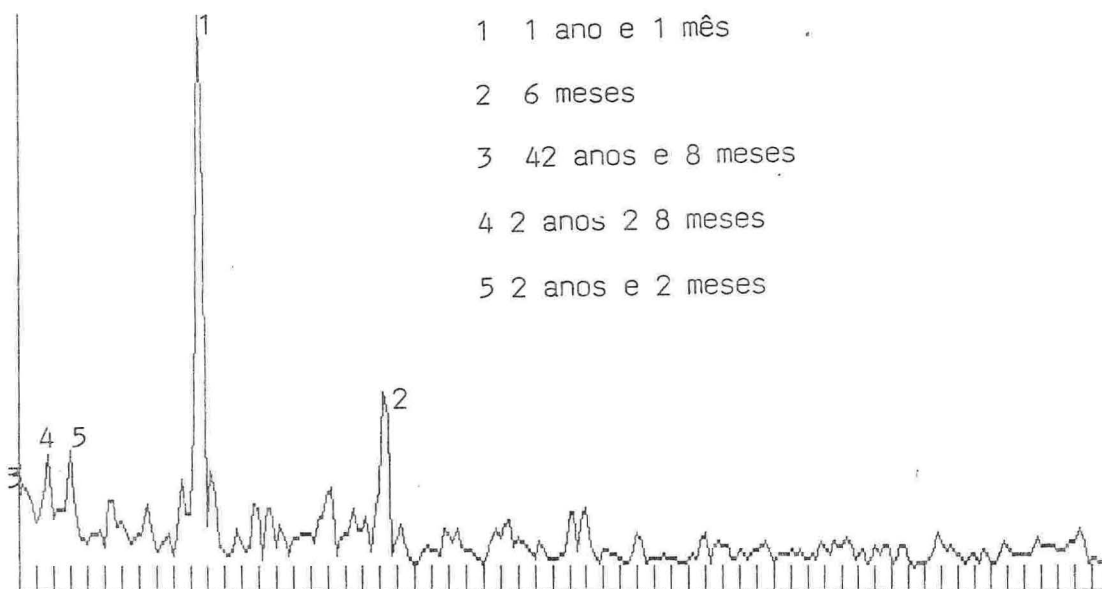 1 1 ano e 1 mês
2 6 meses
3 42 anos e 8 meses
4 2 anos 2 8 meses
5 2 anos e 2 meses
1
2
4 5
3